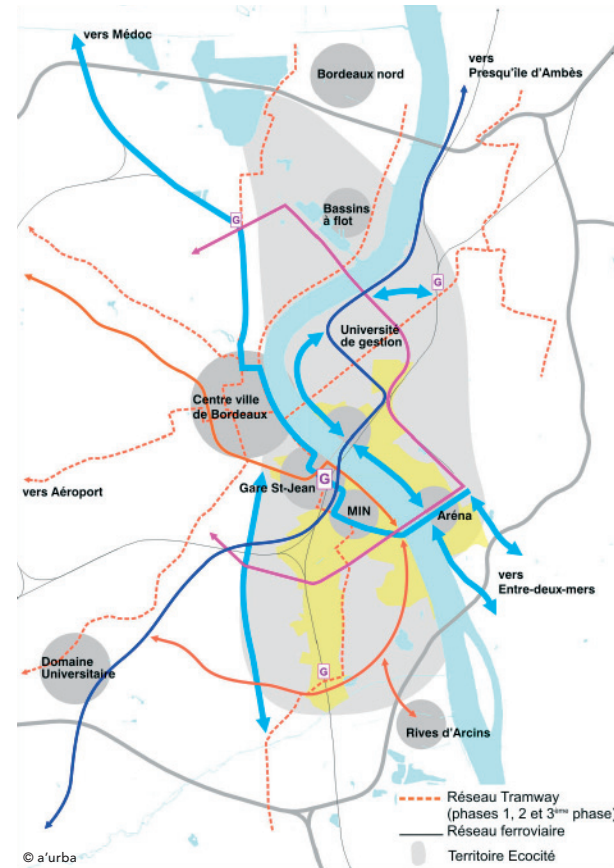 vers Médoc
Bordeaux nord
vers
Presqu'île d'Ambès
Bassins
à flot
G
G
Université
de gestion
Centre ville
de Bordeaux
Gare St-Jean
G
vers Aéroport
MIN
Aréna
vers
Entre-deux-mers
Domaine
Universitaire
G
Rives d'Arcins
Réseau Tramway
(phases 1, 2 et 3ème phase)
Réseau ferroviaire
Territoire Ecocité
© a'urba